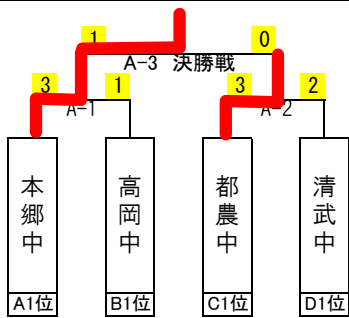 1 0
A-3 決勝戦
3 1 3 2
A-1 A-2
本郷中 高岡中 都農中 清武中
A1位 B1位 C1位 D1位